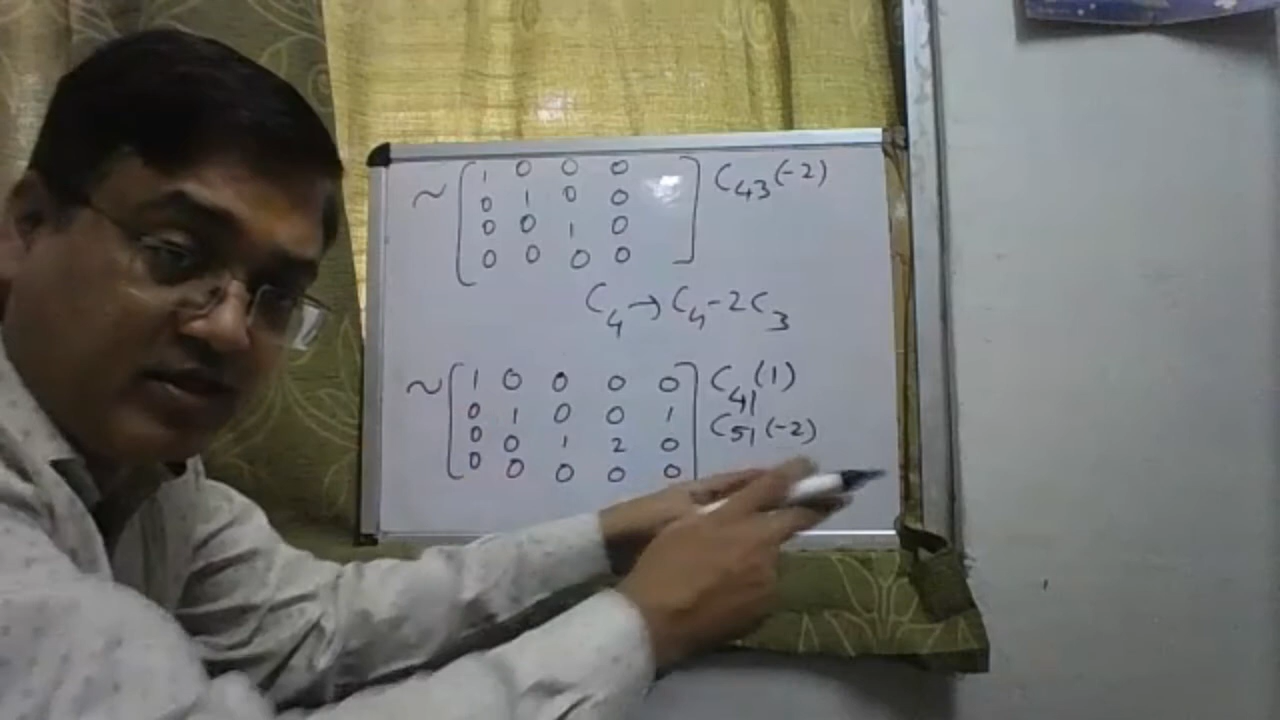 ~ [ 1 0 0 0 ] C43(-2)
0 1 0 0
0 0 1 0
0 0 0 0
C4 → C4-2C3
~ [ 1 0 0 0 0 ] C41(1)
0 1 0 0 1 C51(-2)
0 0 1 2 0
0 0 0 0 0